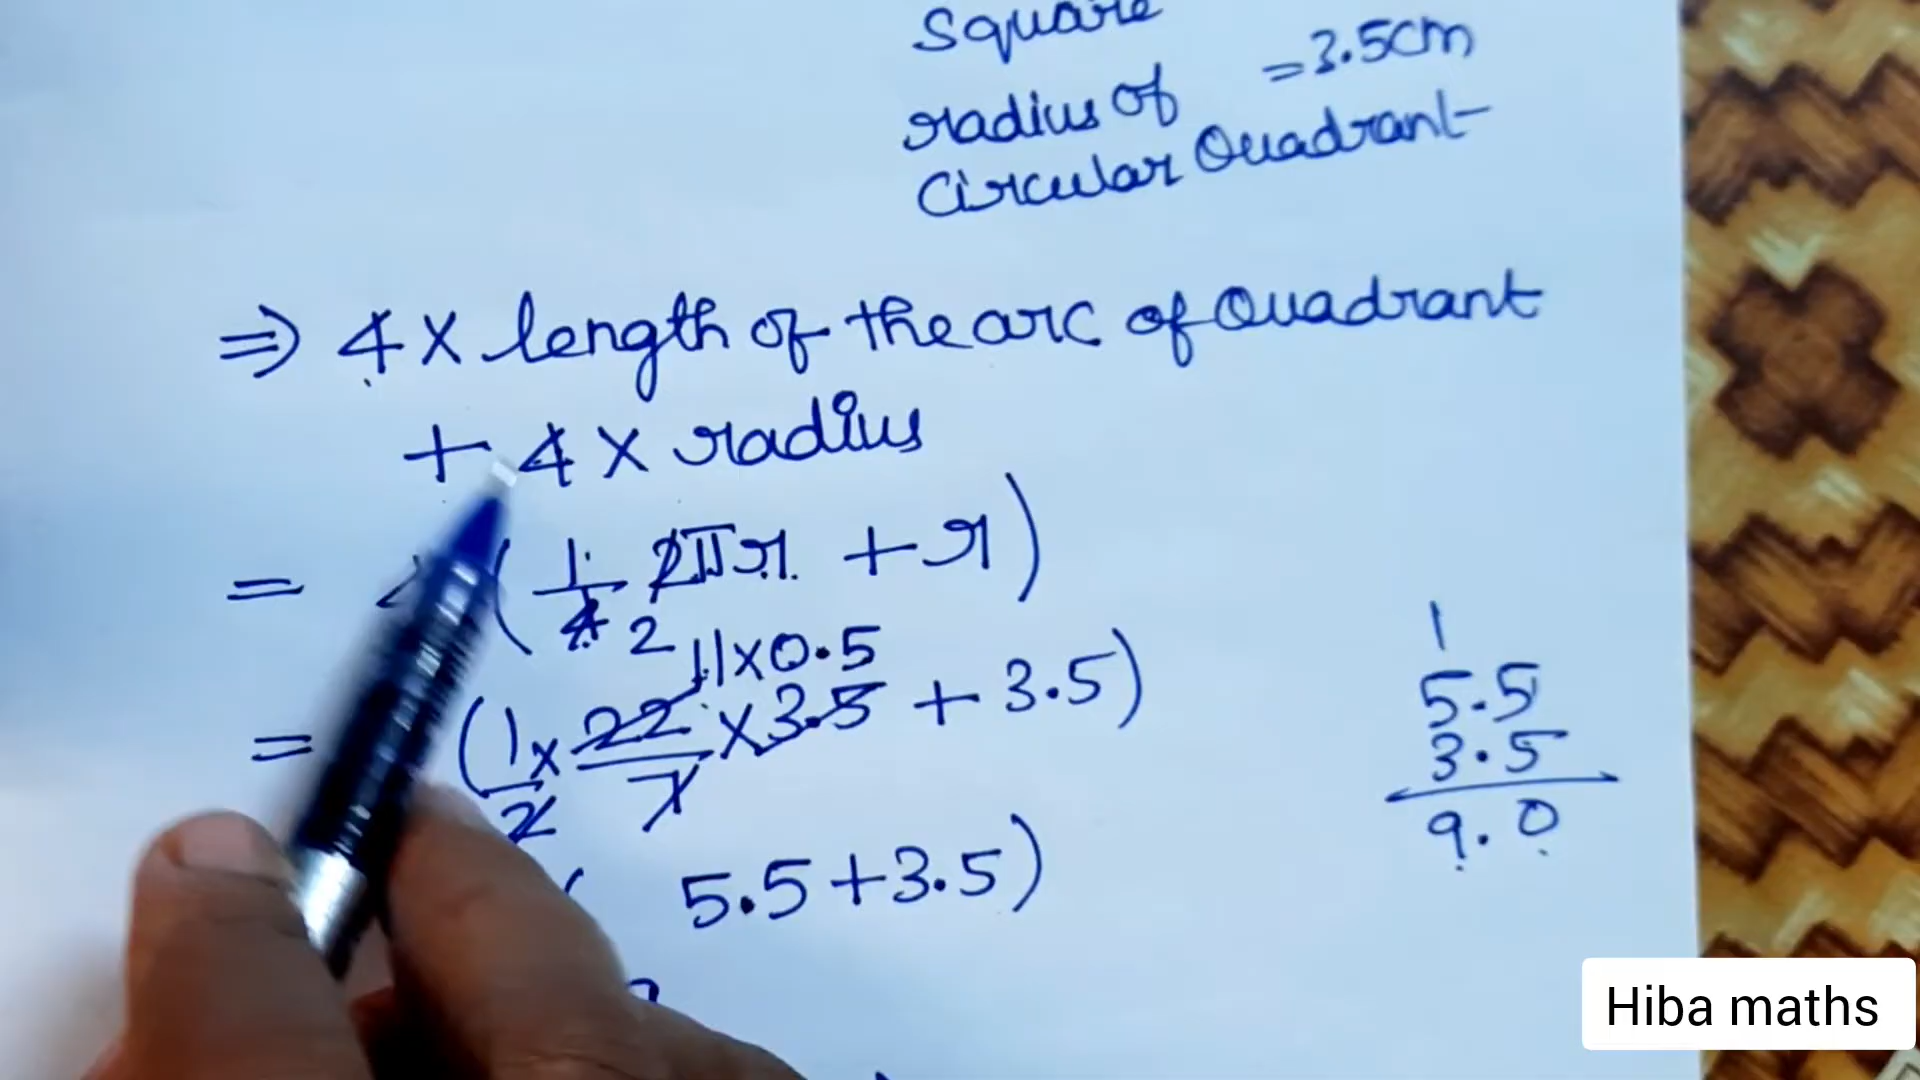 Square
= 3.5cm
radius of
Circular Quadrant
⇒ 4 × length of the arc of Quadrant
+ 4 × radius
= ( 1/4 2πr + r )
2
11 × 0.5
= ( 1/2 × 22/7 × 3.5 + 3.5 )
( 5.5 + 3.5 )
1
5.5
3.5
9.0
Hiba maths